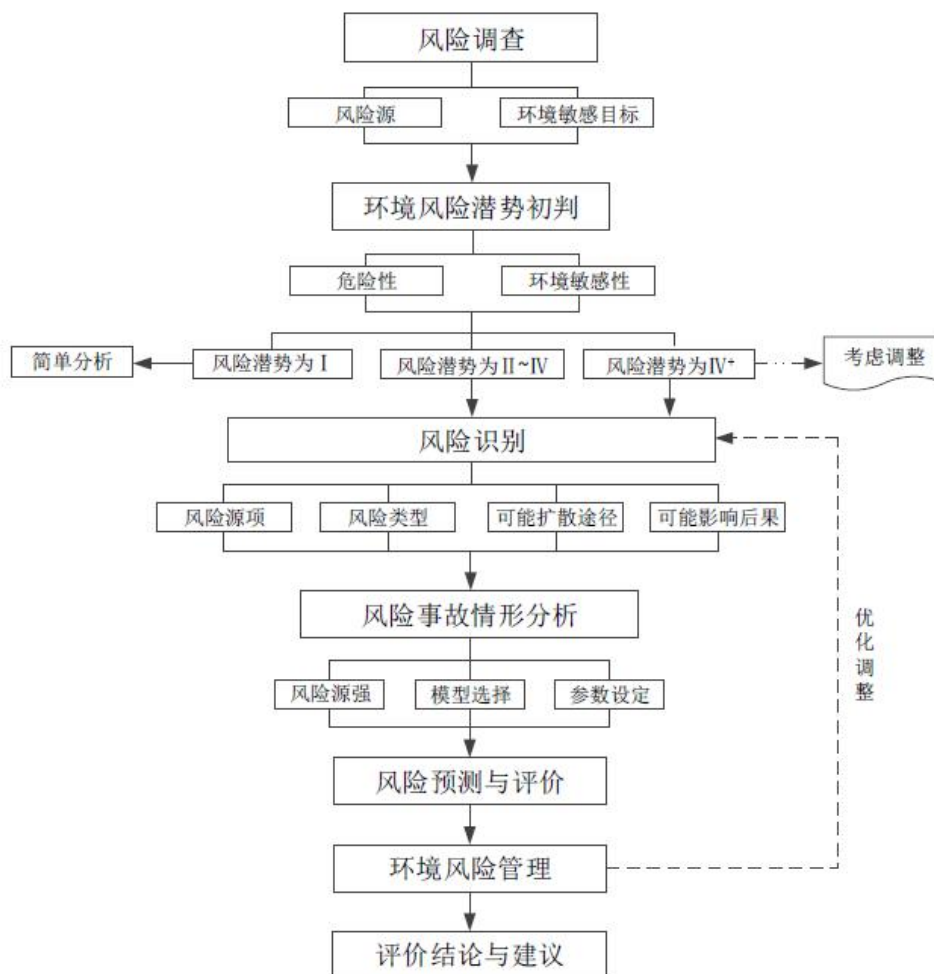 风险调查
风险源
环境敏感目标
环境风险潜势初判
危险性
环境敏感性
简单分析
风险潜势为Ⅰ
风险潜势为Ⅱ~Ⅳ
风险潜势为Ⅳ⁺
考虑调整
风险识别
风险源项
风险类型
可能扩散途径
可能影响后果
风险事故情形分析
风险源强
模型选择
参数设定
优化调整
风险预测与评价
环境风险管理
评价结论与建议